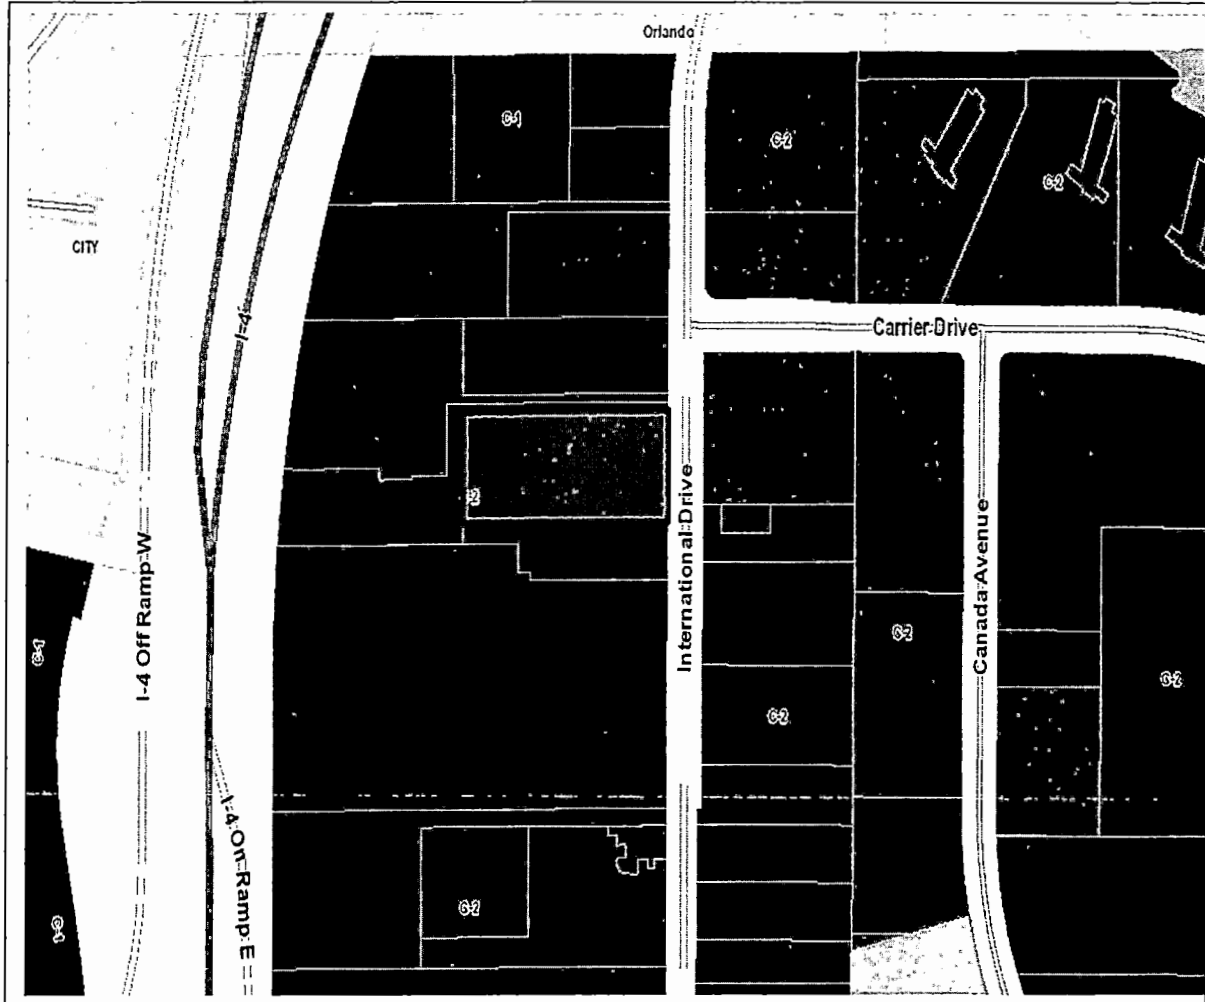 Orlando
C-1
C-2
C-2
CITY
I-4
Carrier Drive
International Drive
Canada Avenue
I-4 Off Ramp W
C-1
C-2
C-2
C-2
I-4 On Ramp E
C-2
C-1